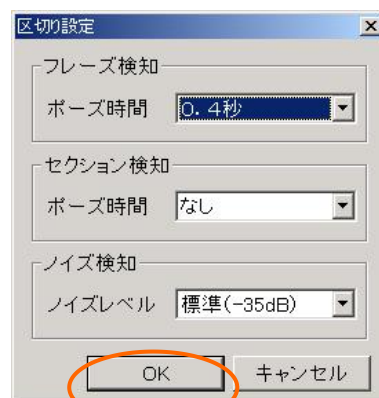 区切り設定
フレーズ検知
ポーズ時間 0.4秒
セクション検知
ポーズ時間 なし
ノイズ検知
ノイズレベル 標準(-35dB)
OK キャンセル